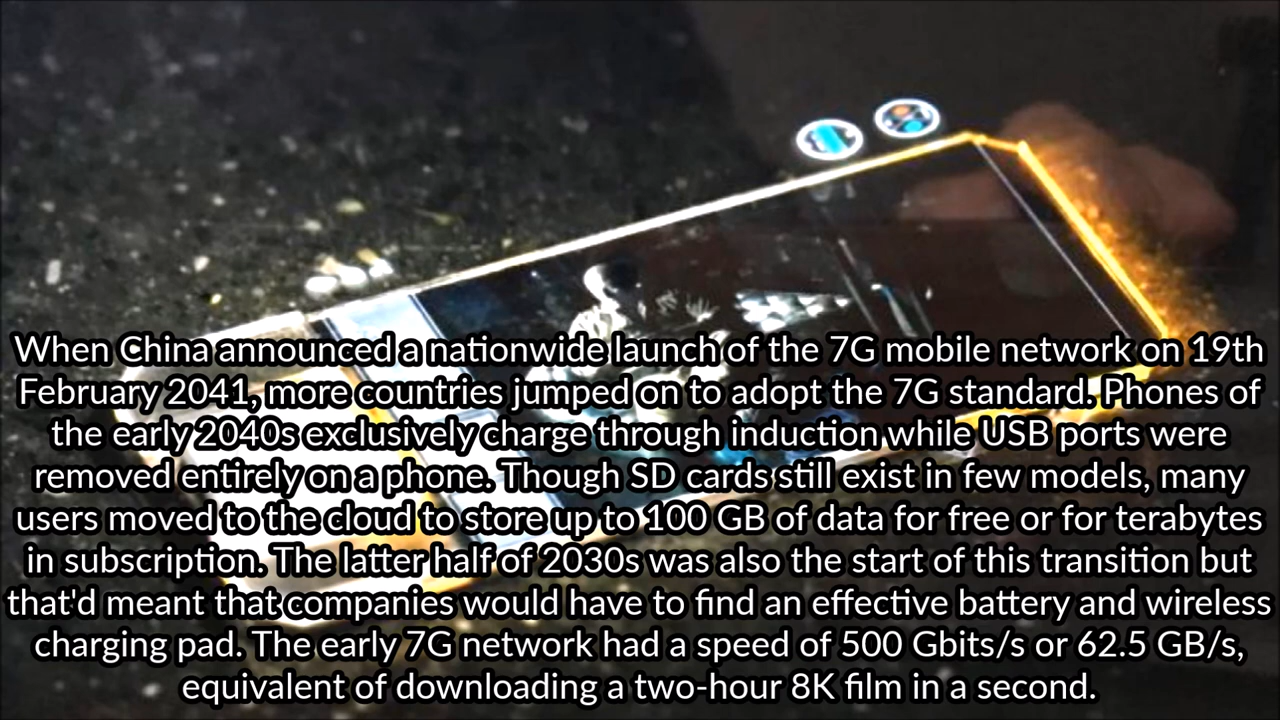 When China announced a nationwide launch of the 7G mobile network on 19th
February 2041, more countries jumped on to adopt the 7G standard. Phones of
the early 2040s exclusively charge through induction while USB ports were
removed entirely on a phone. Though SD cards still exist in few models, many
users moved to the cloud to store up to 100 GB of data for free or for terabytes
in subscription. The latter half of 2030s was also the start of this transition but
that'd meant that companies would have to find an effective battery and wireless
charging pad. The early 7G network had a speed of 500 Gbits/s or 62.5 GB/s,
equivalent of downloading a two-hour 8K film in a second.